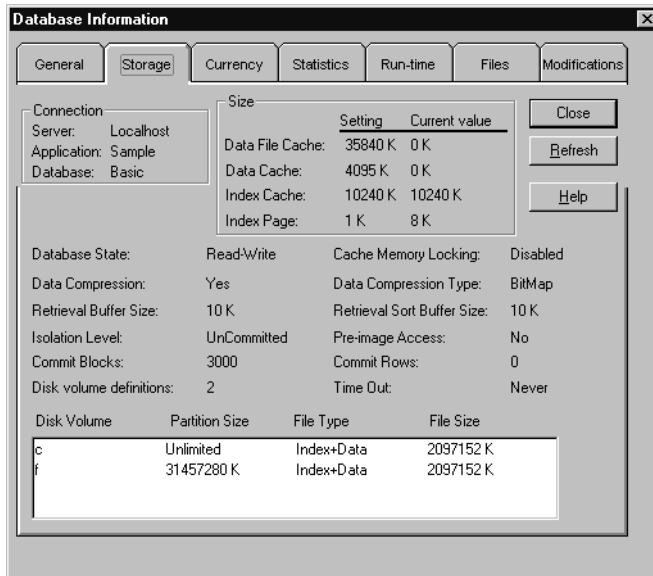 Database Information
General Storage Currency Statistics Run-time Files Modifications
Connection
Server: Localhost
Application: Sample
Database: Basic
Size
Setting Current value
Data File Cache: 35840 K 0 K
Data Cache: 4095 K 0 K
Index Cache: 10240 K 10240 K
Index Page: 1 K 8 K
Close
Refresh
Help
Database State: Read-Write Cache Memory Locking: Disabled
Data Compression: Yes Data Compression Type: BitMap
Retrieval Buffer Size: 10 K Retrieval Sort Buffer Size: 10 K
Isolation Level: UnCommitted Pre-image Access: No
Commit Blocks: 3000 Commit Rows: 0
Disk volume definitions: 2 Time Out: Never
Disk Volume Partition Size File Type File Size
c Unlimited Index+Data 2097152 K
f 31457280 K Index+Data 2097152 K